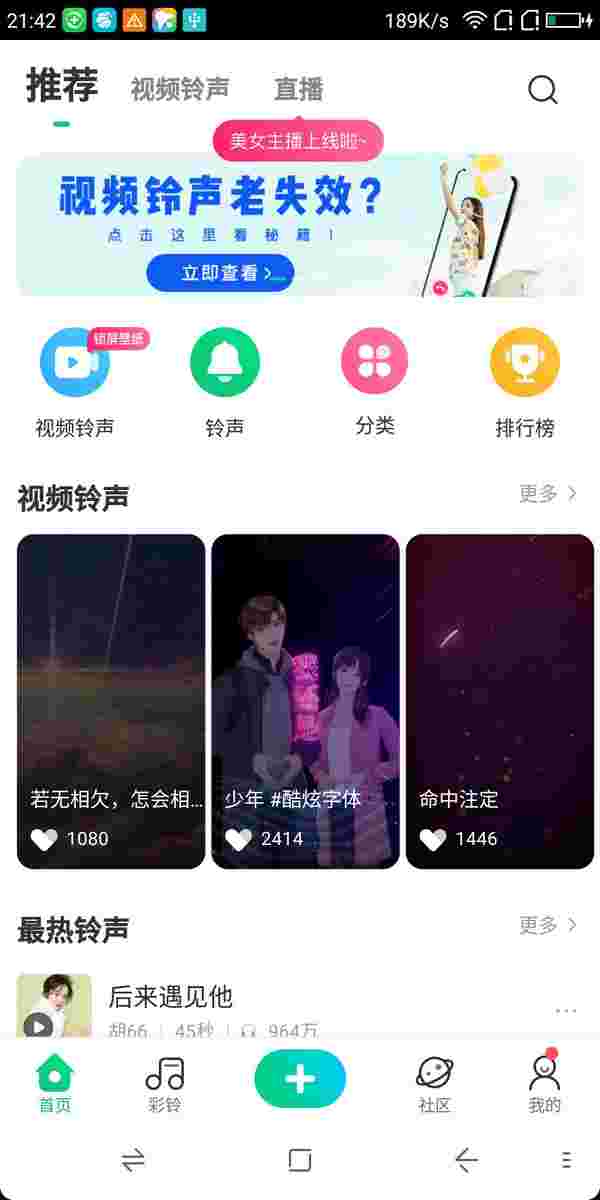 21:42
189K/s
推荐
视频铃声
直播
美女主播上线啦~
视频铃声老失效?
点击这里看秘籍!
立即查看
锁屏壁纸
视频铃声
铃声
分类
排行榜
视频铃声
更多
若无相欠，怎会相...
1080
少年 #酷炫字体
2414
命中注定
1446
最热铃声
更多
后来遇见他
胡66
45秒
964万
首页
彩铃
社区
我的